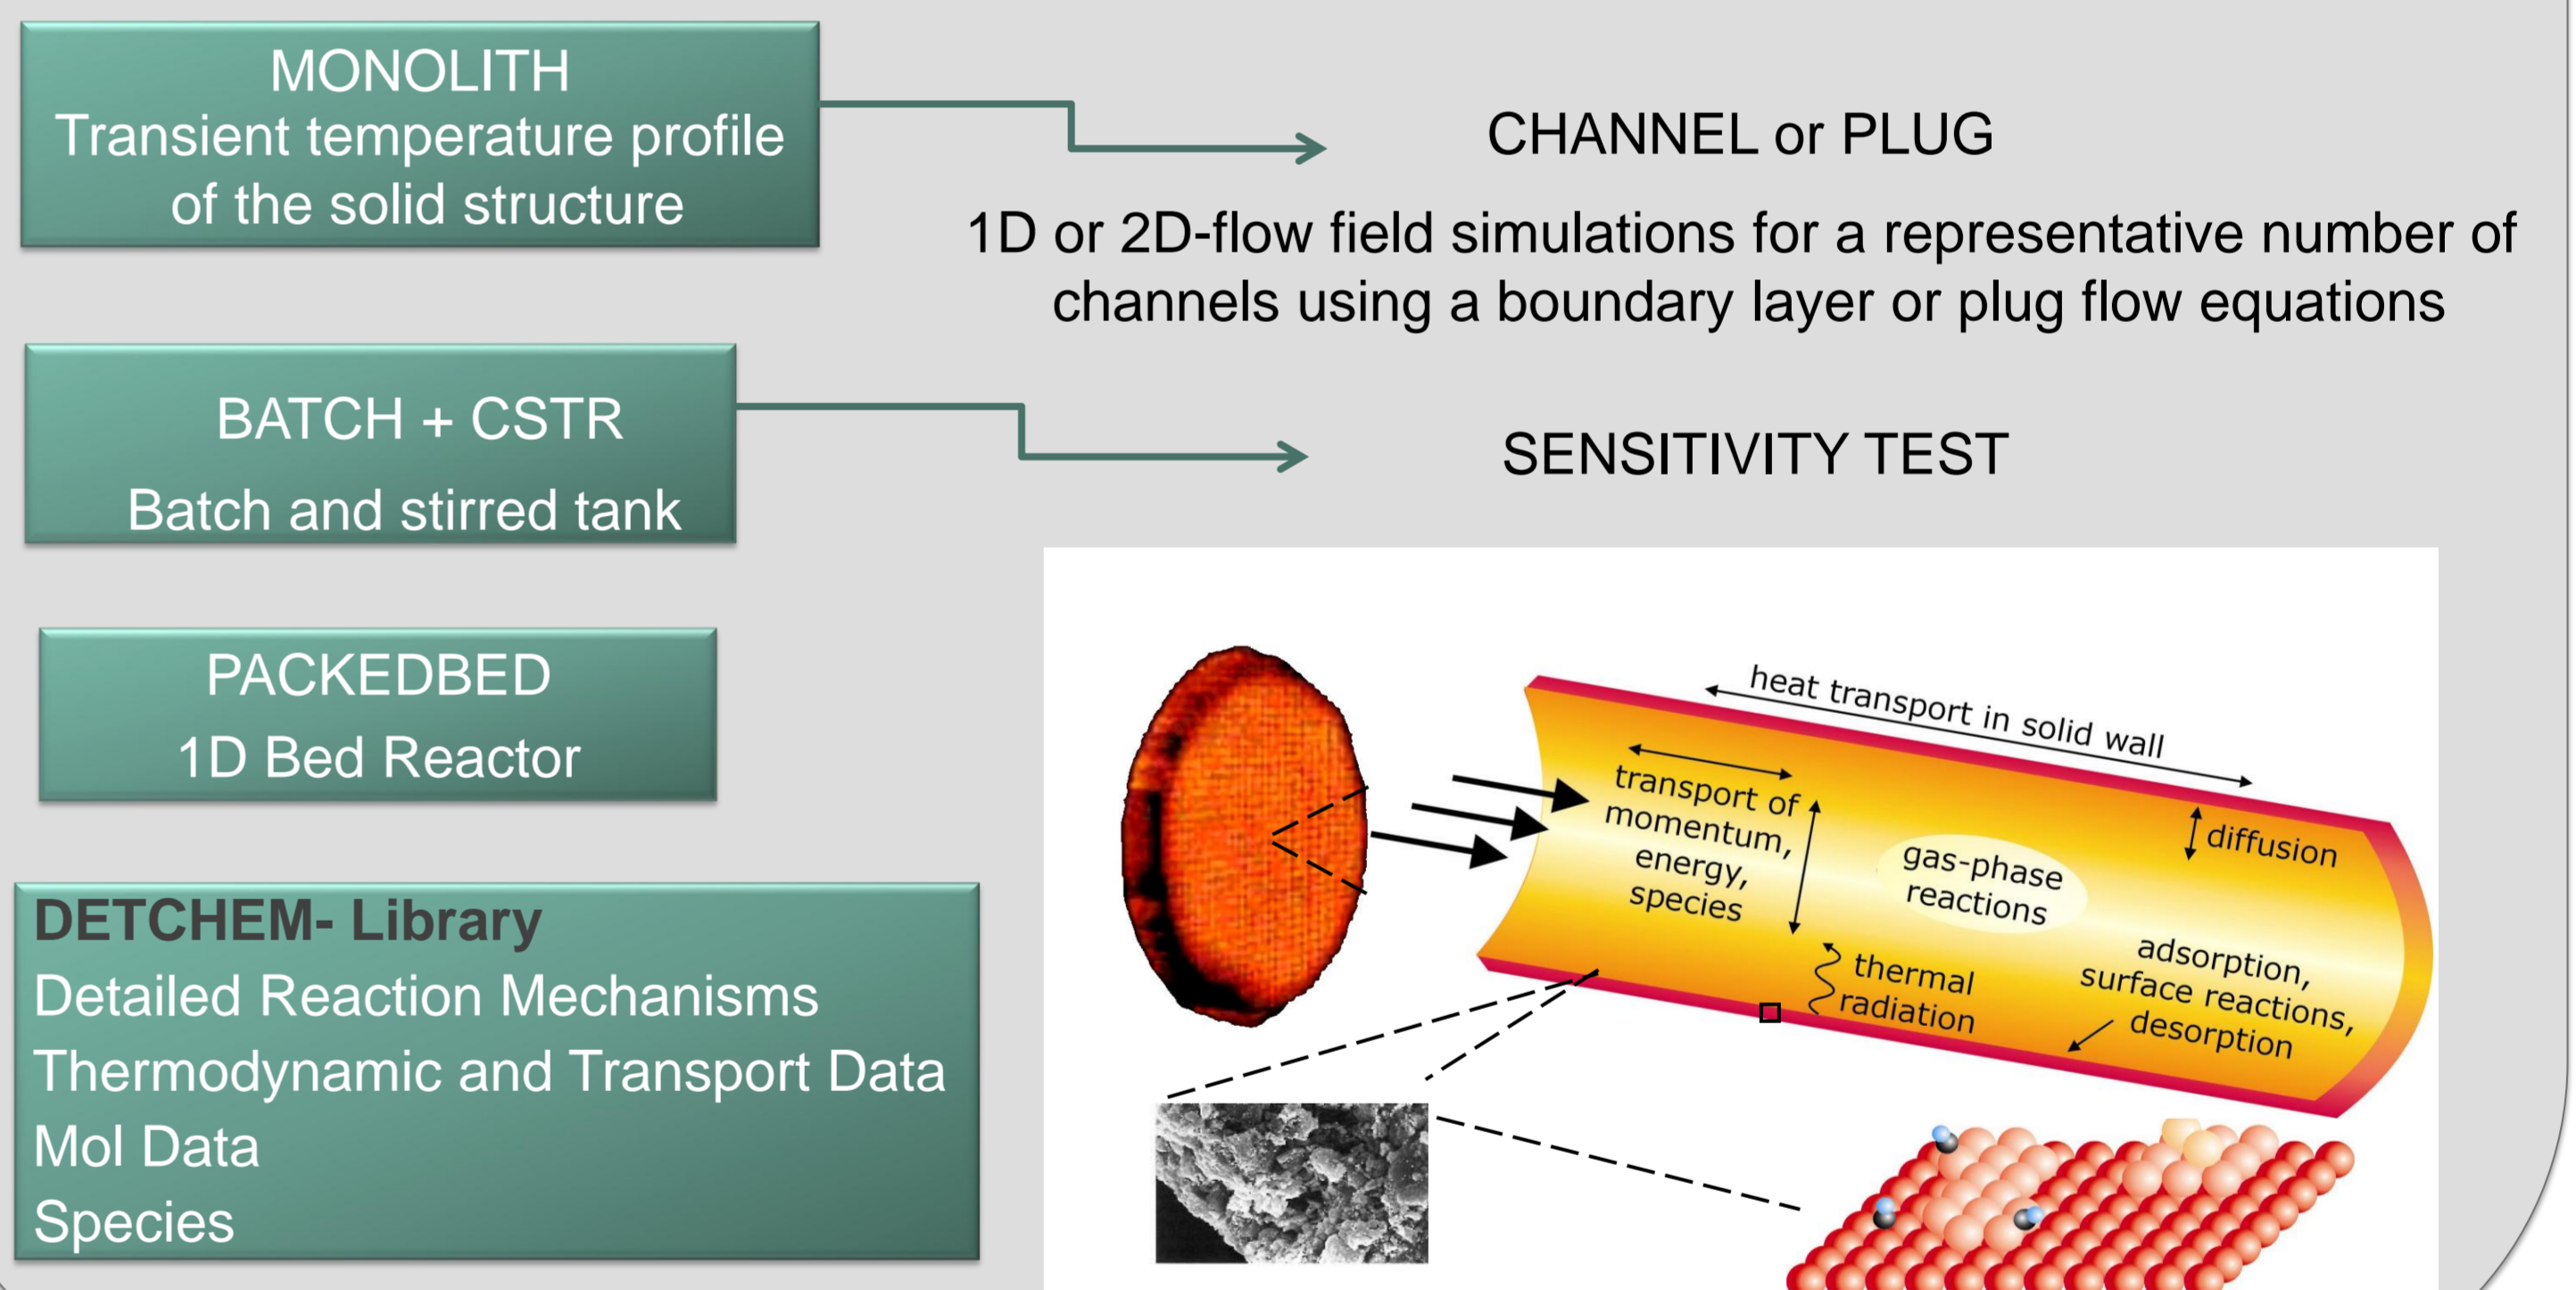 MONOLITH
Transient temperature profile
of the solid structure
CHANNEL or PLUG
1D or 2D-flow field simulations for a representative number of
channels using a boundary layer or plug flow equations
BATCH + CSTR
Batch and stirred tank
SENSITIVITY TEST
PACKEDBED
1D Bed Reactor
DETCHEM- Library
Detailed Reaction Mechanisms
Thermodynamic and Transport Data
Mol Data
Species
heat transport in solid wall
transport of
momentum,
energy,
species
gas-phase
reactions
diffusion
thermal
radiation
adsorption,
surface reactions,
desorption